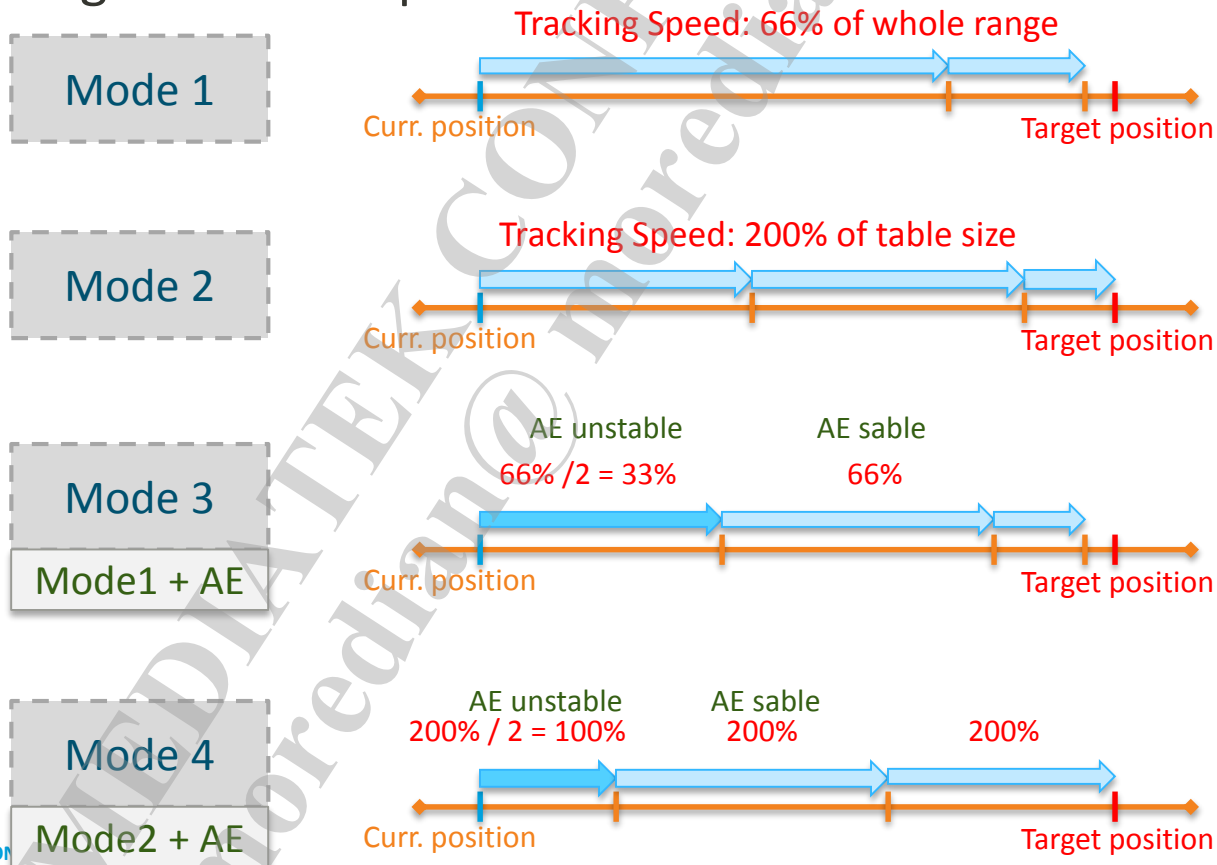 Tracking Speed: 66% of whole range
Mode 1
Curr. position
Target position
Tracking Speed: 200% of table size
Mode 2
Curr. position
Target position
AE unstable
AE sable
66% /2 = 33%
66%
Mode 3
Mode1 + AE
Curr. position
Target position
AE unstable
AE sable
200% / 2 = 100%
200%
200%
Mode 4
Mode2 + AE
Curr. position
Target position
MEDIATEK CON